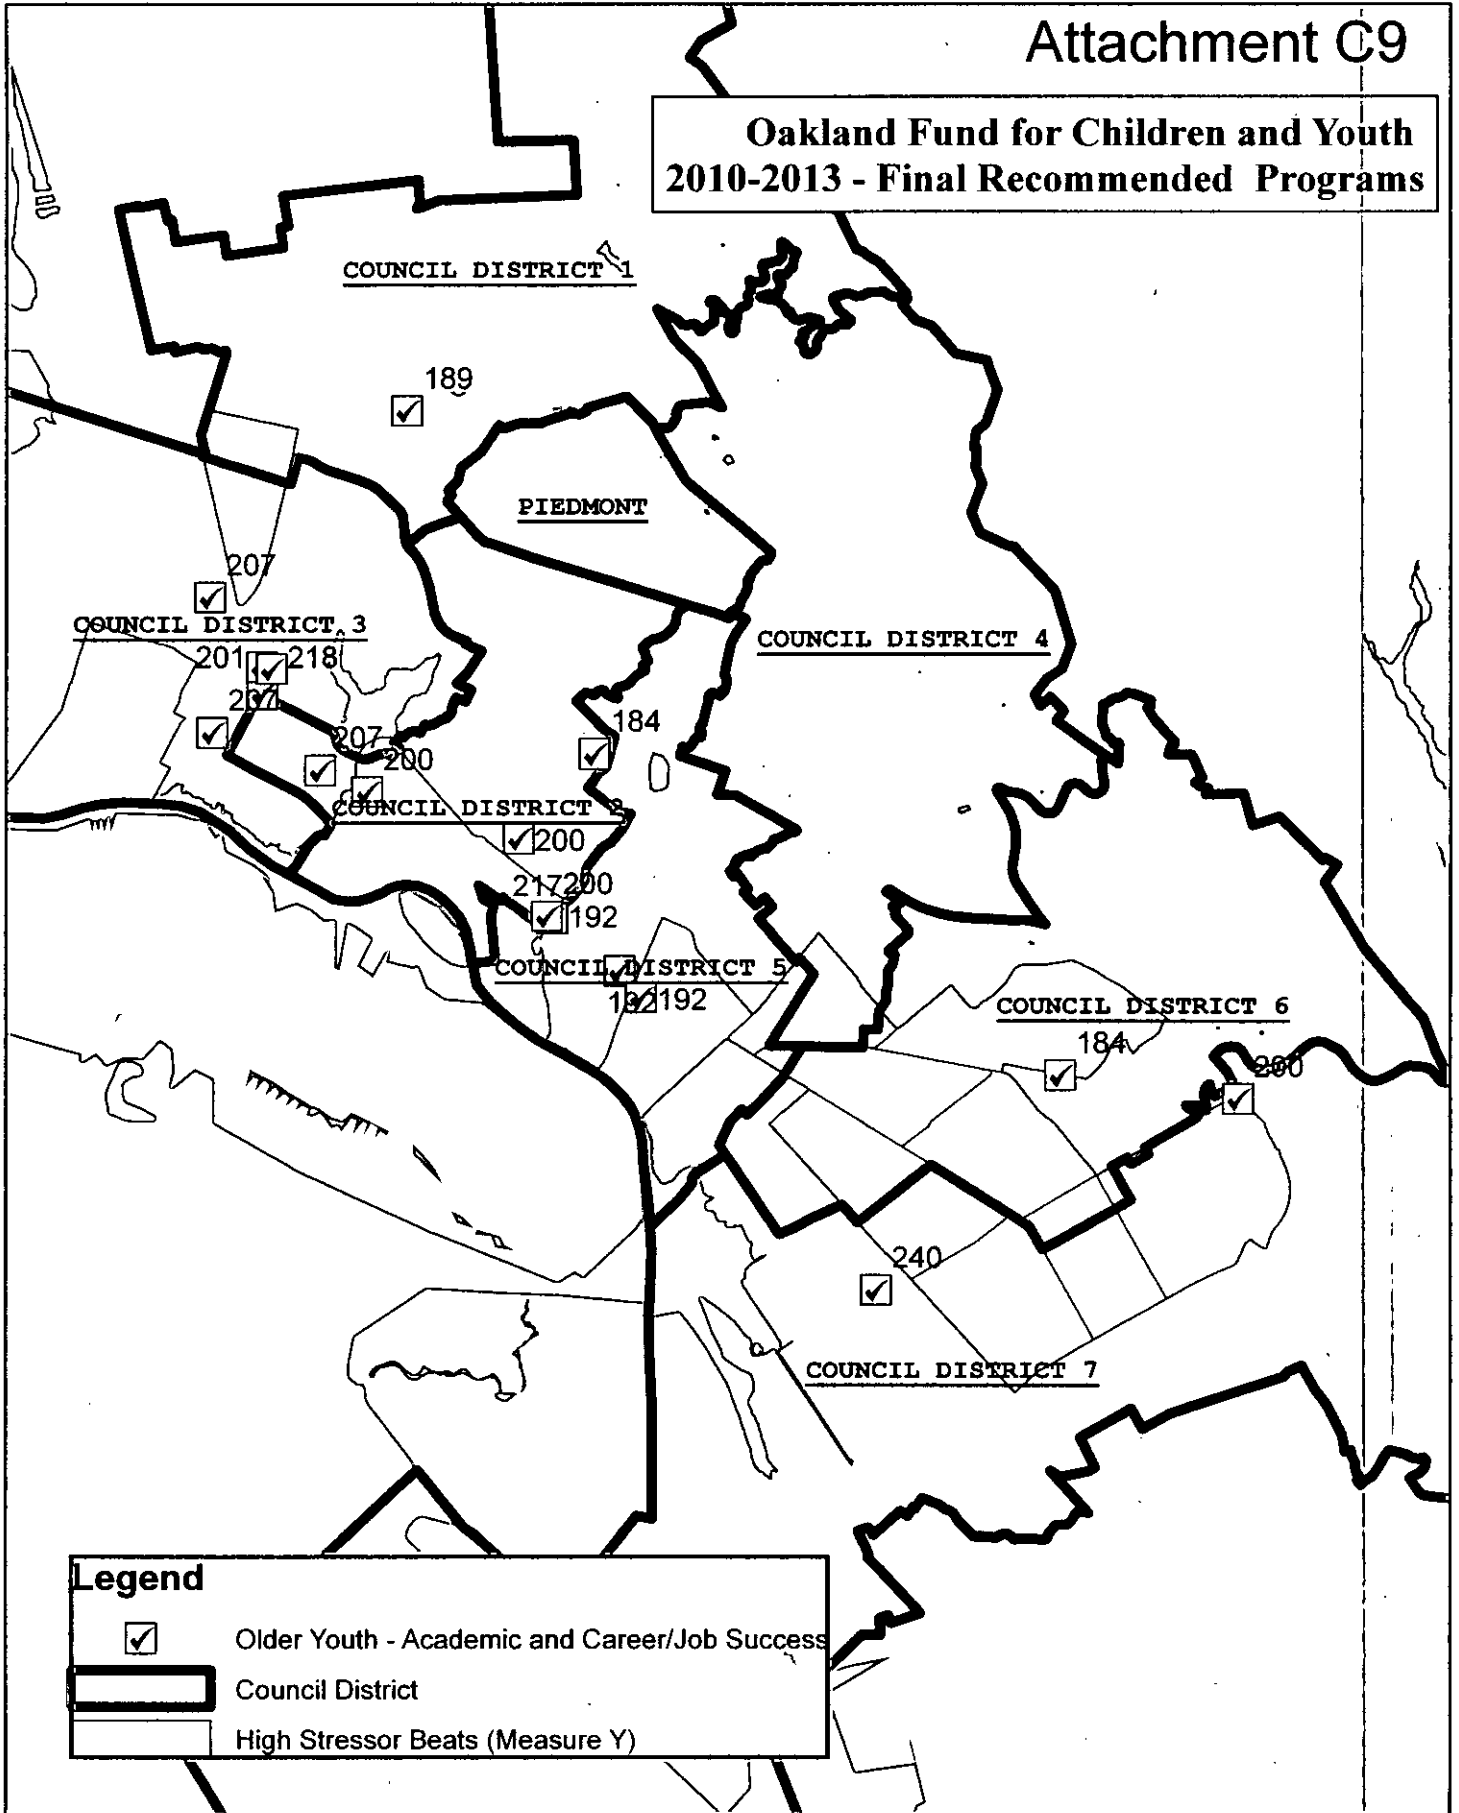 Attachment C9
Oakland Fund for Children and Youth
2010-2013 - Final Recommended Programs
COUNCIL DISTRICT 1
189
PIEDMONT
207
COUNCIL DISTRICT 3
COUNCIL DISTRICT 4
201
218
207
184
207
200
COUNCIL DISTRICT 2
200
217
200
192
COUNCIL DISTRICT 5
192
192
COUNCIL DISTRICT 6
184
200
240
COUNCIL DISTRICT 7
Legend
Older Youth - Academic and Career/Job Success
Council District
High Stressor Beats (Measure Y)